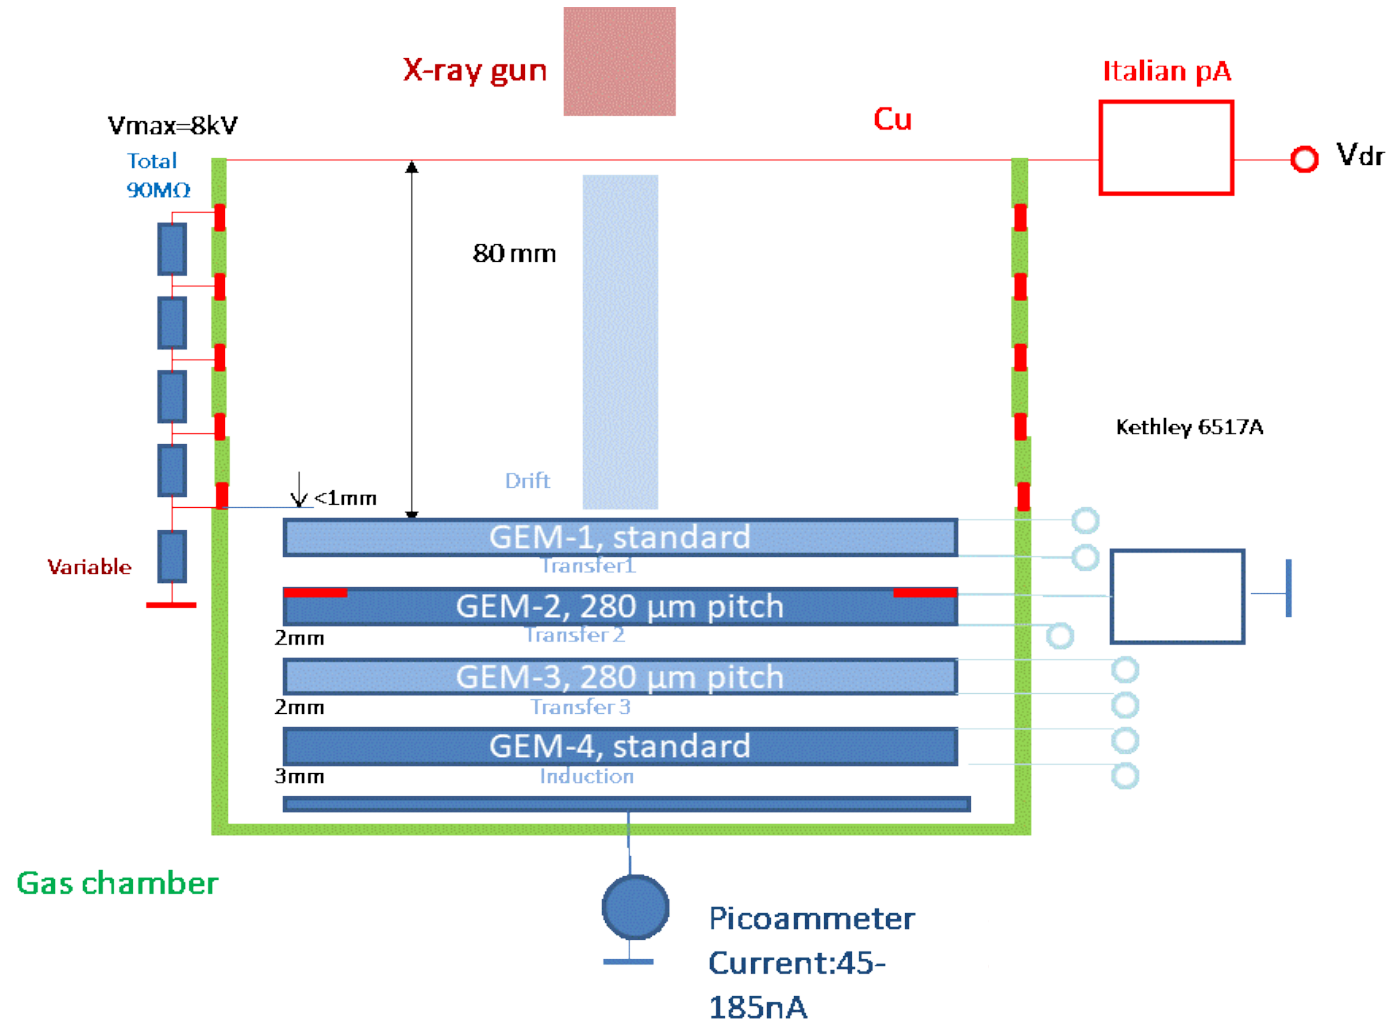 X-ray gun
Italian pA
Vmax=8kV
Cu
Total
90MΩ
Vdr
80 mm
Kethley 6517A
Drift
<1mm
GEM-1, standard
Transfer1
Variable
GEM-2, 280 µm pitch
2mm
Transfer 2
GEM-3, 280 µm pitch
2mm
Transfer 3
GEM-4, standard
3mm
Induction
Gas chamber
Picoammeter
Current:45-
185nA